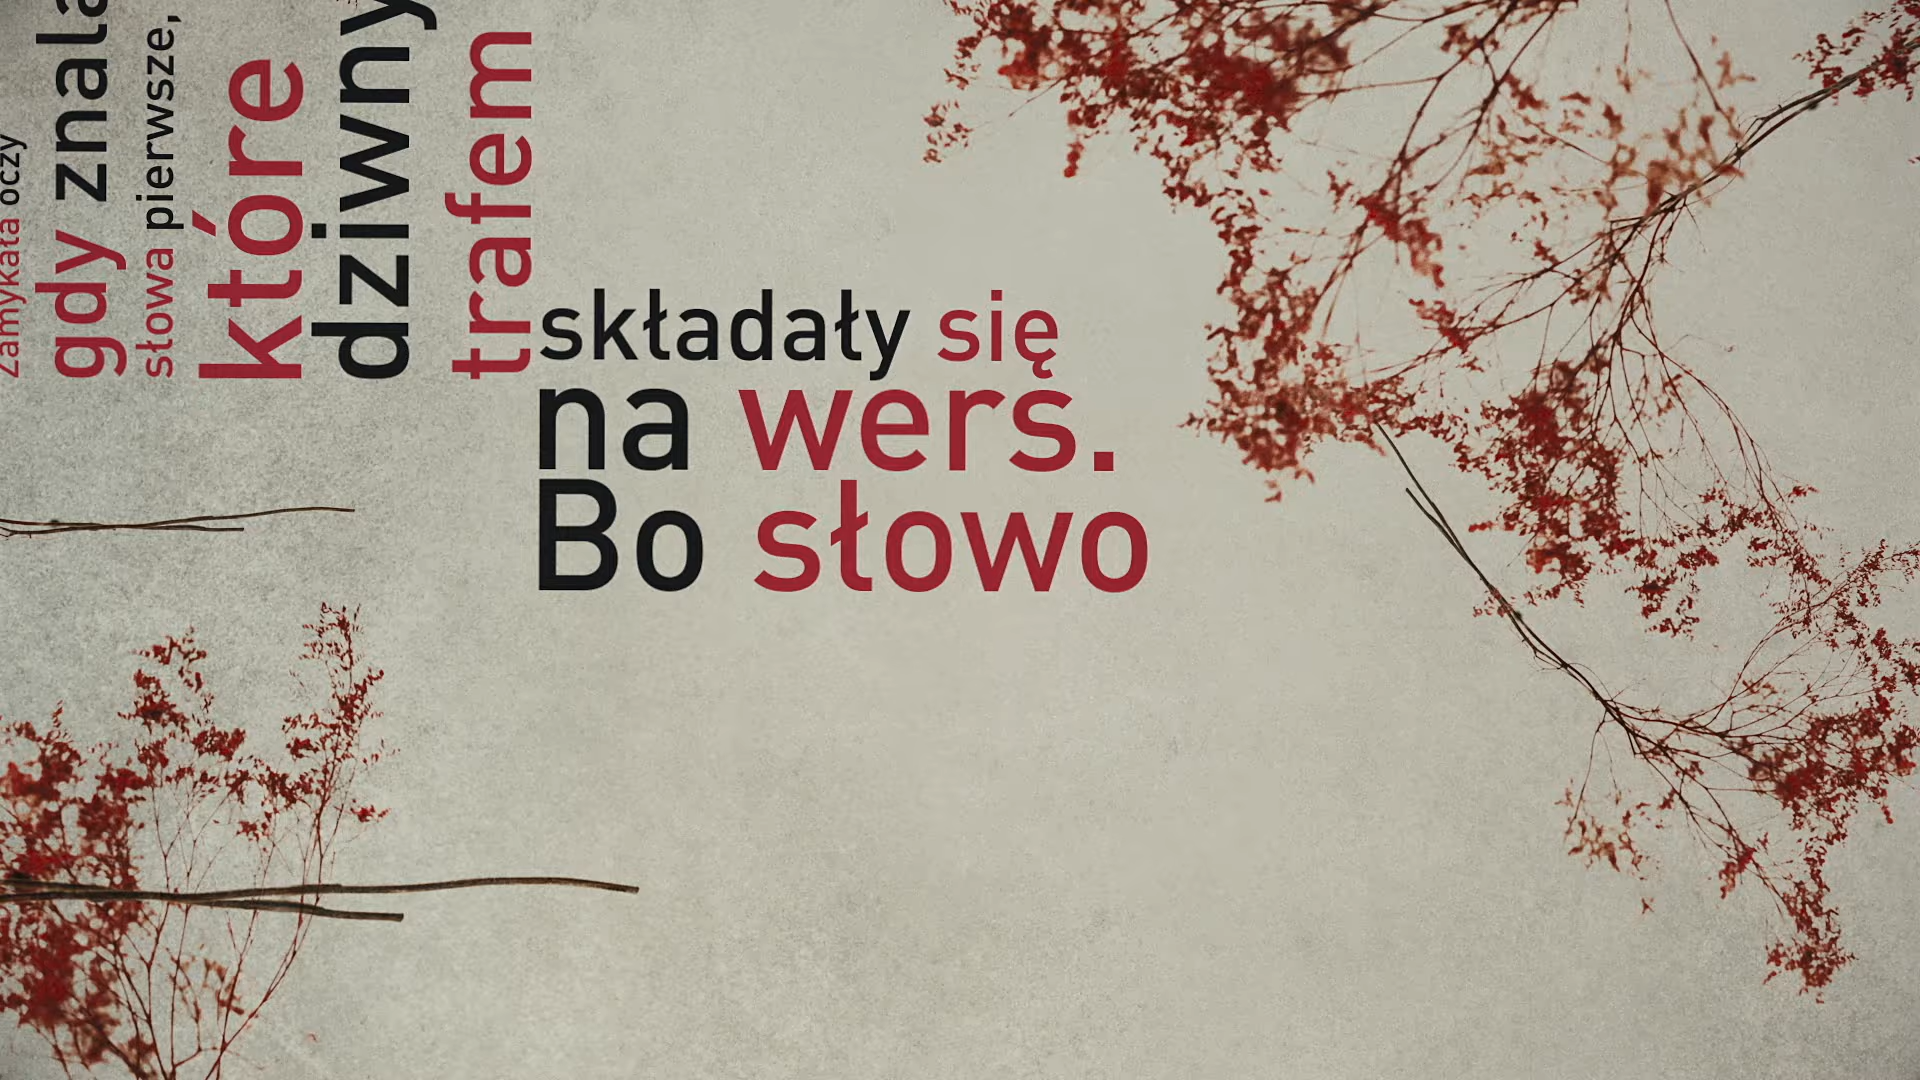 Zamykała oczy
gdy znala
słowa pierwsze,
które
dziwny
trafem
składały się
na wers.
Bo słowo